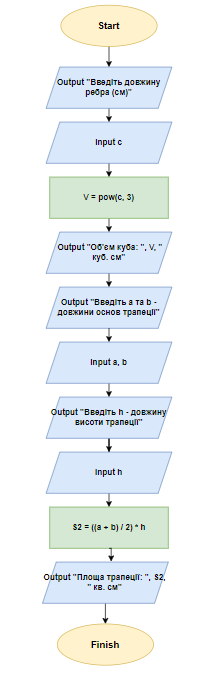 Start
Output "Введіть довжину
ребра (см)"
Input c
V = pow(c, 3)
Output "Об'єм куба: ", V, "
куб. см"
Output "Введіть a та b -
довжини основ трапеції"
Input a, b
Output "Введіть h - довжину
висоти трапеції"
Input h
S2 = ((a + b) / 2) * h
Output "Площа трапеції: ", S2,
" кв. см"
Finish